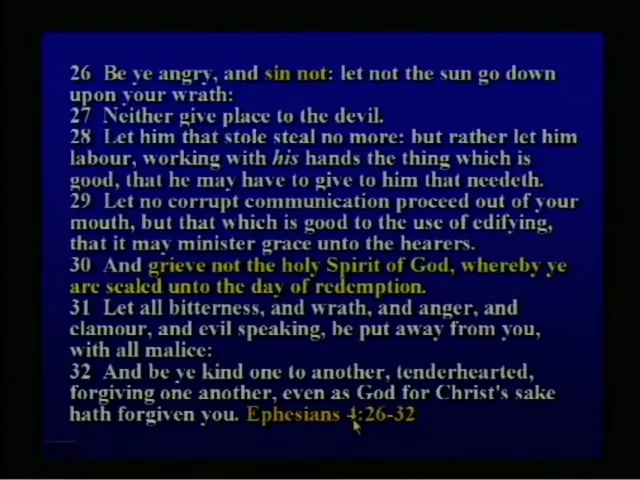 26 Be ye angry, and sin not: let not the sun go down
upon your wrath:
27 Neither give place to the devil.
28 Let him that stole steal no more: but rather let him
labour, working with his hands the thing which is
good, that he may have to give to him that needeth.
29 Let no corrupt communication proceed out of your
mouth, but that which is good to the use of edifying,
that it may minister grace unto the hearers.
30 And grieve not the holy Spirit of God, whereby ye
are sealed unto the day of redemption.
31 Let all bitterness, and wrath, and anger, and
clamour, and evil speaking, be put away from you,
with all malice:
32 And be ye kind one to another, tenderhearted,
forgiving one another, even as God for Christ's sake
hath forgiven you. Ephesians 4:26-32